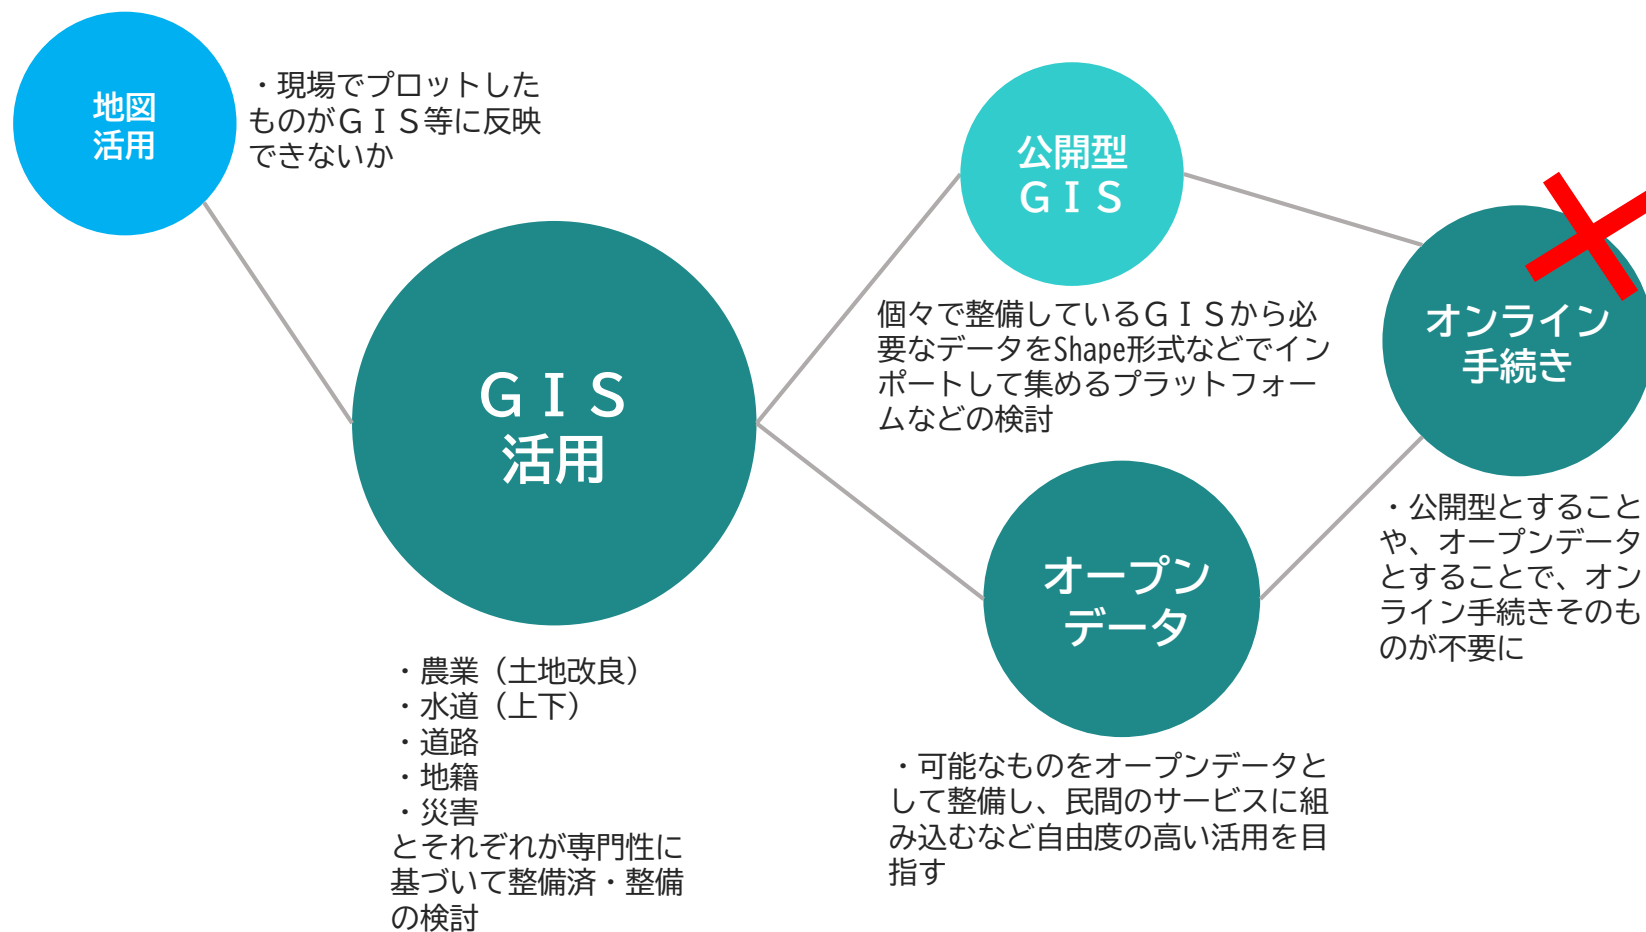 地図
活用
・現場でプロットした
ものがＧＩＳ等に反映
できないか
ＧＩＳ
活用
・農業（土地改良）
・水道（上下）
・道路
・地籍
・災害
とそれぞれが専門性に
基づいて整備済・整備
の検討
公開型
ＧＩＳ
個々で整備しているＧＩＳから必
要なデータをShape形式などでイン
ポートして集めるプラットフォー
ムなどの検討
オープン
データ
・可能なものをオープンデータと
して整備し、民間のサービスに組
み込むなど自由度の高い活用を目
指す
オンライン
手続き
・公開型とすること
や、オープンデータ
とすることで、オン
ライン手続きそのも
のが不要に